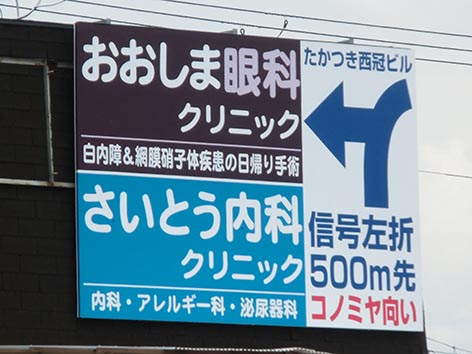 おおしま眼科
クリニック
白内障&網膜硝子体疾患の日帰り手術
さいとう内科
クリニック
内科・アレルギー科・泌尿器科
たかつき西冠ビル
信号左折
500m先
コノミヤ向い